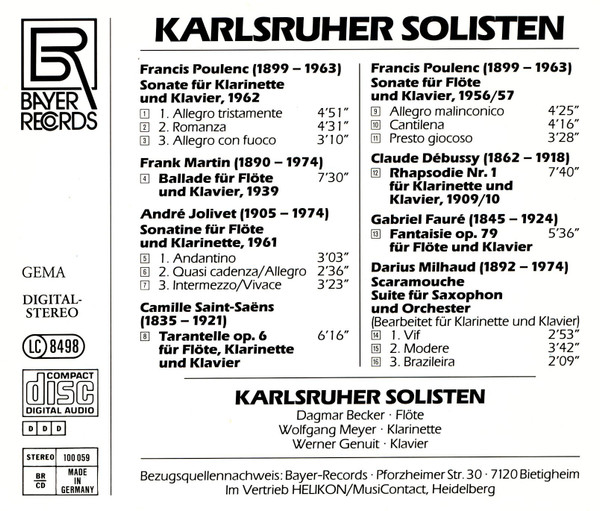 KARLSRUHER SOLISTEN
BAYER
RECORDS
GEMA
DIGITAL-
STEREO
LC 8498
COMPACT
disc
DIGITAL AUDIO
D D D
STEREO 100 059
BR
CD
MADE
IN
GERMANY
Francis Poulenc (1899 – 1963)
Sonate für Klarinette
und Klavier, 1962
1 1. Allegro tristamente 4’51”
2 2. Romanza 4’31”
3 3. Allegro con fuoco 3’10”
Frank Martin (1890 – 1974)
4 Ballade für Flöte 7’30”
und Klavier, 1939
André Jolivet (1905 – 1974)
Sonatine für Flöte
und Klarinette, 1961
5 1. Andantino 3’03”
6 2. Quasi cadenza/Allegro 2’36”
7 3. Intermezzo/Vivace 3’23”
Camille Saint-Saëns
(1835 – 1921)
8 Tarantelle op. 6 6’16”
für Flöte, Klarinette
und Klavier
Francis Poulenc (1899 – 1963)
Sonate für Flöte
und Klavier, 1956/57
9 Allegro malinconico 4’25”
10 Cantilena 4’16”
11 Presto giocoso 3’28”
Claude Débussy (1862 – 1918)
12 Rhapsodie Nr. 1 7’40”
für Klarinette und
Klavier, 1909/10
Gabriel Fauré (1845 – 1924)
13 Fantaisie op. 79 5’36”
für Flöte und Klavier
Darius Milhaud (1892 – 1974)
Scaramouche
Suite für Saxophon
und Orchester
(Bearbeitet für Klarinette und Klavier)
14 1. Vif 2’53”
15 2. Modere 3’42”
16 3. Brazileira 2’09”
KARLSRUHER SOLISTEN
Dagmar Becker · Flöte
Wolfgang Meyer · Klarinette
Werner Genuit · Klavier
Bezugsquellennachweis: Bayer-Records · Pforzheimer Str. 30 · 7120 Bietigheim
Im Vertrieb HELIKON/MusiContact, Heidelberg